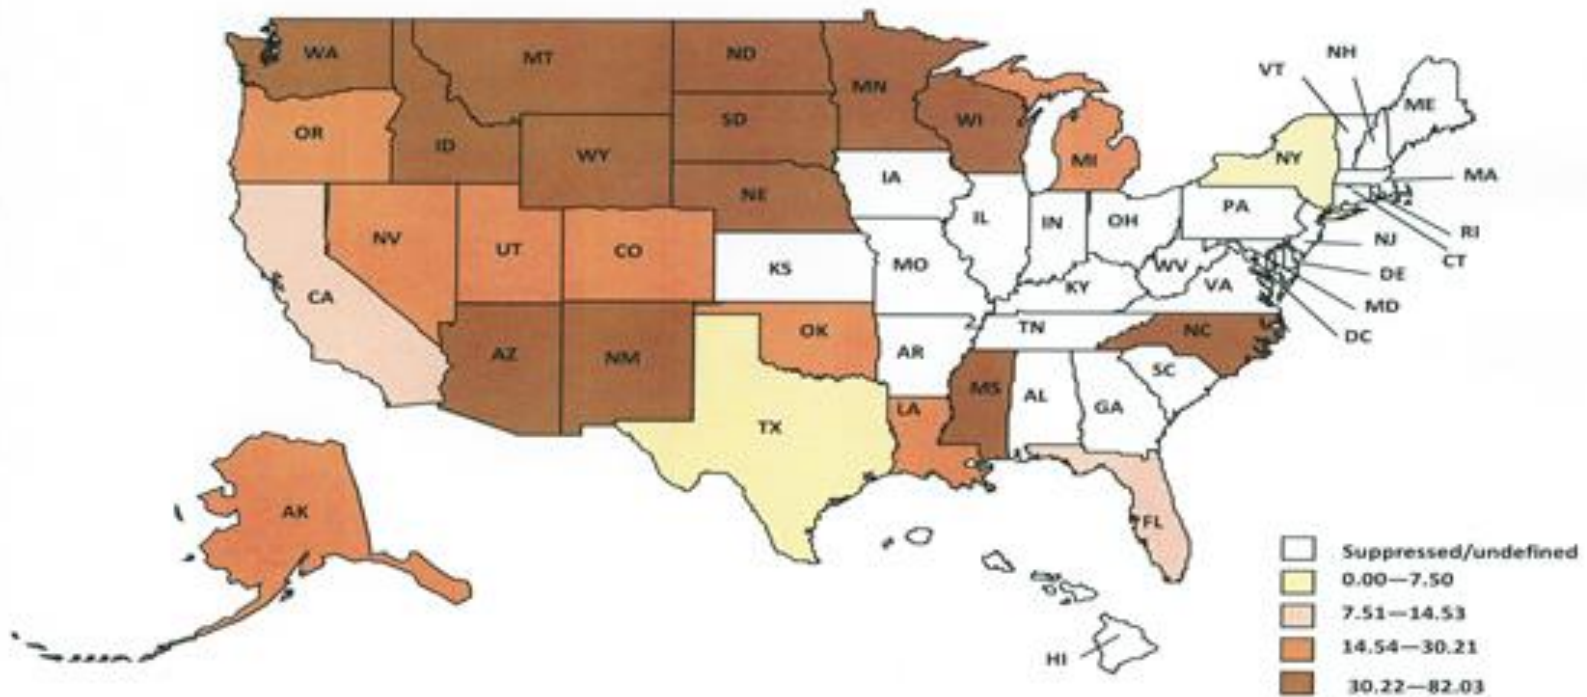 WA
MT
ND
MN
OR
ID
WY
SD
WI
MI
NE
IA
NV
UT
CO
KS
CA
AZ
NM
OK
TX
MO
AR
LA
IL
IN
OH
KY
TN
MS
AL
GA
FL
SC
NC
VA
WV
PA
NY
VT
NH
ME
MA
RI
CT
NJ
DE
MD
DC
AK
HI
Suppressed/undefined
0.00—7.50
7.51—14.53
14.54—30.21
30.22—82.03